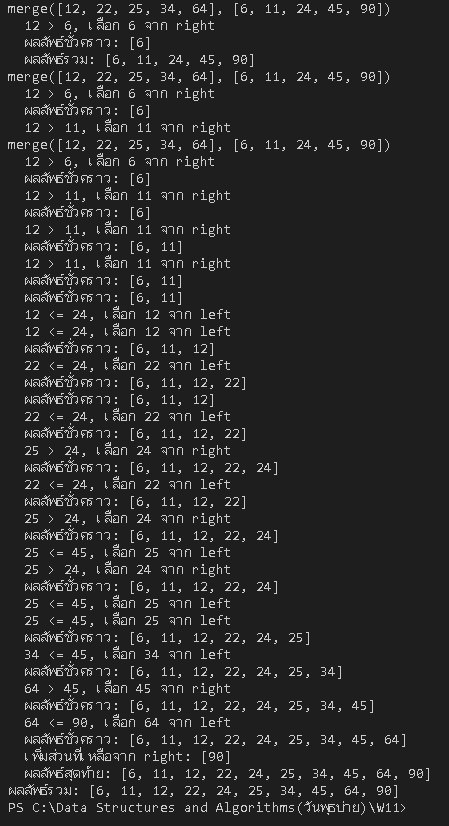 merge([12, 22, 25, 34, 64], [6, 11, 24, 45, 90])
12 > 6, เลือก 6 จาก right
ผลลัพธ์ชั่วคราว: [6]
ผลลัพธ์รวม: [6, 11, 24, 45, 90]
merge([12, 22, 25, 34, 64], [6, 11, 24, 45, 90])
12 > 6, เลือก 6 จาก right
ผลลัพธ์ชั่วคราว: [6]
12 > 11, เลือก 11 จาก right
merge([12, 22, 25, 34, 64], [6, 11, 24, 45, 90])
12 > 6, เลือก 6 จาก right
ผลลัพธ์ชั่วคราว: [6]
12 > 11, เลือก 11 จาก right
ผลลัพธ์ชั่วคราว: [6]
12 > 11, เลือก 11 จาก right
ผลลัพธ์ชั่วคราว: [6, 11]
12 > 11, เลือก 11 จาก right
ผลลัพธ์ชั่วคราว: [6, 11]
ผลลัพธ์ชั่วคราว: [6, 11]
12 <= 24, เลือก 12 จาก left
12 <= 24, เลือก 12 จาก left
ผลลัพธ์ชั่วคราว: [6, 11, 12]
22 <= 24, เลือก 22 จาก left
ผลลัพธ์ชั่วคราว: [6, 11, 12, 22]
ผลลัพธ์ชั่วคราว: [6, 11, 12]
22 <= 24, เลือก 22 จาก left
ผลลัพธ์ชั่วคราว: [6, 11, 12, 22]
25 > 24, เลือก 24 จาก right
ผลลัพธ์ชั่วคราว: [6, 11, 12, 22, 24]
22 <= 24, เลือก 22 จาก left
ผลลัพธ์ชั่วคราว: [6, 11, 12, 22]
25 > 24, เลือก 24 จาก right
ผลลัพธ์ชั่วคราว: [6, 11, 12, 22, 24]
25 <= 45, เลือก 25 จาก left
25 > 24, เลือก 24 จาก right
ผลลัพธ์ชั่วคราว: [6, 11, 12, 22, 24]
25 <= 45, เลือก 25 จาก left
25 <= 45, เลือก 25 จาก left
ผลลัพธ์ชั่วคราว: [6, 11, 12, 22, 24, 25]
34 <= 45, เลือก 34 จาก left
ผลลัพธ์ชั่วคราว: [6, 11, 12, 22, 24, 25, 34]
64 > 45, เลือก 45 จาก right
ผลลัพธ์ชั่วคราว: [6, 11, 12, 22, 24, 25, 34, 45]
64 <= 90, เลือก 64 จาก left
ผลลัพธ์ชั่วคราว: [6, 11, 12, 22, 24, 25, 34, 45, 64]
เพิ่มส่วนที่เหลือจาก right: [90]
ผลลัพธ์สุดท้าย: [6, 11, 12, 22, 24, 25, 34, 45, 64, 90]
ผลลัพธ์รวม: [6, 11, 12, 22, 24, 25, 34, 45, 64, 90]
PS C:\Data Structures and Algorithms(วันพุธบ่าย)\W11>